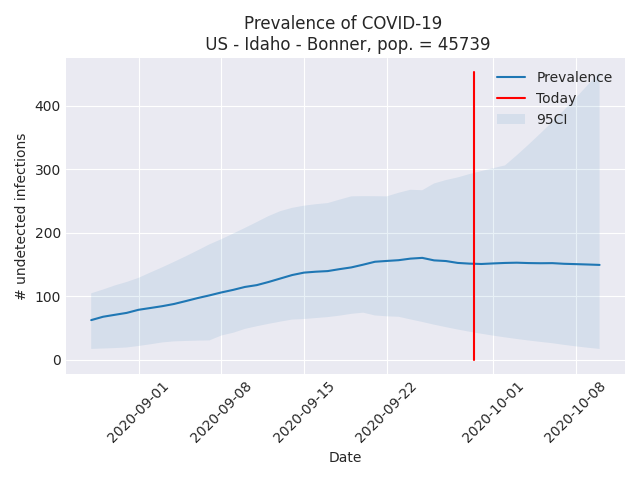 Prevalence of COVID-19
US - Idaho - Bonner, pop. = 45739
Prevalence
Today
95CI
400
300
200
100
0
# undetected infections
2020-09-01
2020-09-08
2020-09-15
2020-09-22
2020-10-01
2020-10-08
Date